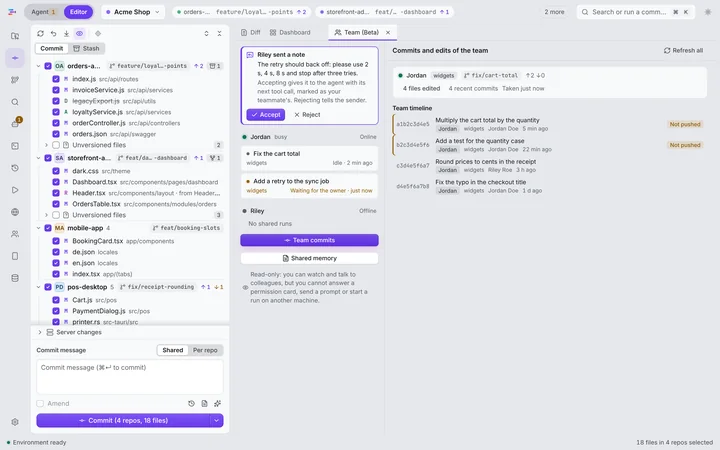 Agent 1
Editor
Acme Shop
orders-... feature/loyal…-points ↑ 2
storefront-ad... feat/… -dashboard ↑ 1
2 more
Search or run a comm... ⌘ K
Commit
Stash
OA orders-a... feature/loyal…-points ↑ 2 1
M index.js src/api/routes
M invoiceService.js src/api/services
M legacyExport.js src/api/utils
A loyaltyService.js src/api/services
M orderController.js src/api/controllers
M orders.json src/api/swagger
Unversioned files 2
SA storefront-a... feat/da…-dashboard ↑ 1 1
M dark.css src/theme
M Dashboard.tsx src/components/pages/dashboard
Header.tsx src/components/layout · from Header...
M OrdersTable.tsx src/components/modules/orders
Unversioned files 3
MA mobile-app 4 feat/booking-slots
M BookingCard.tsx app/components
M de.json locales
M en.json locales
M index.tsx app/(tabs)
PD pos-desktop 5 fix/receipt-rounding ↑ 1 ↓ 1
M Cart.js src/pos
M PaymentDialog.js src/pos
M printer.rs src-tauri/src
Server changes
Commit message
Shared
Per repo
Commit message (⌘↵ to commit)
Amend
Commit (4 repos, 18 files)
Environment ready
Diff
Dashboard
Team (Beta)
Riley sent a note
The retry should back off: please use 2
s, 4 s, 8 s and stop after three tries.
Accepting gives it to the agent with its
next tool call, marked as your
teammate's. Rejecting tells the sender.
Accept
Reject
Jordan busy Online
Fix the cart total
widgets Idle · 2 min ago
Add a retry to the sync job
widgets Waiting for the owner · just now
Riley Offline
No shared runs
Team commits
Shared memory
Read-only: you can watch and talk to
colleagues, but you cannot answer a
permission card, send a prompt or start a
run on another machine.
Commits and edits of the team
Refresh all
Jordan widgets fix/cart-total ↑2 ↓0
4 files edited 4 recent commits Taken just now
Team timeline
a1b2c3d4e5 Multiply the cart total by the quantity Not pushed
Jordan widgets Jordan Doe 5 min ago
b2c3d4e5f6 Add a test for the quantity case Not pushed
Jordan widgets Jordan Doe 22 min ago
c3d4e5f6a7 Round prices to cents in the receipt
Jordan widgets Riley Roe 3 h ago
d4e5f6a7b8 Fix the typo in the checkout title
Jordan widgets Jordan Doe 1 d ago
18 files in 4 repos selected